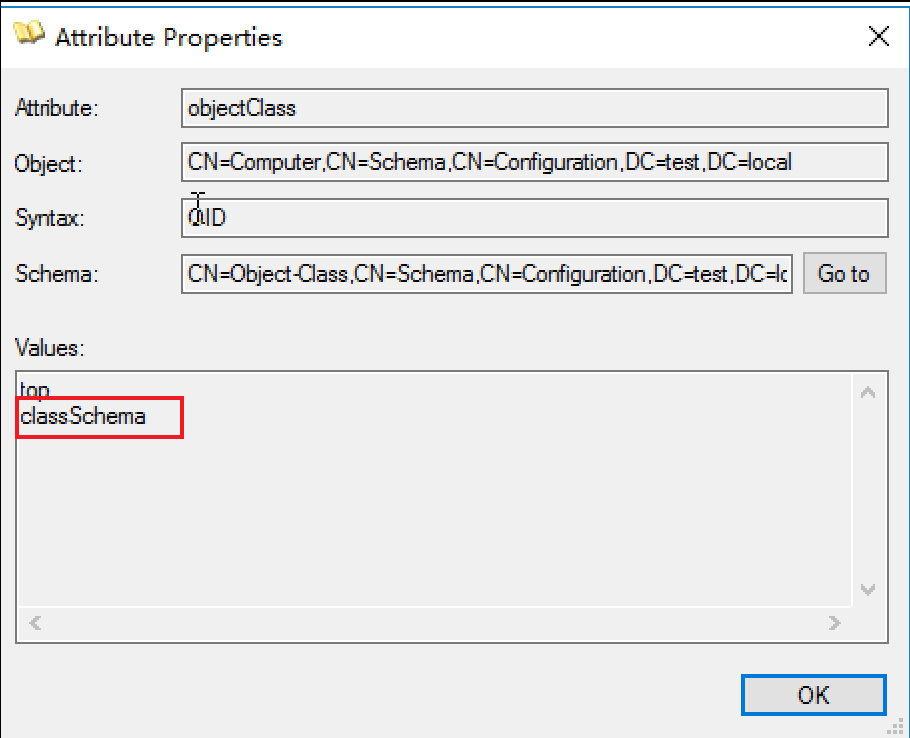 Attribute Properties
Attribute: objectClass
Object: CN=Computer,CN=Schema,CN=Configuration,DC=test,DC=local
Syntax: OID
Schema: CN=Object-Class,CN=Schema,CN=Configuration,DC=test,DC=lc Go to
Values:
top
classSchema
OK